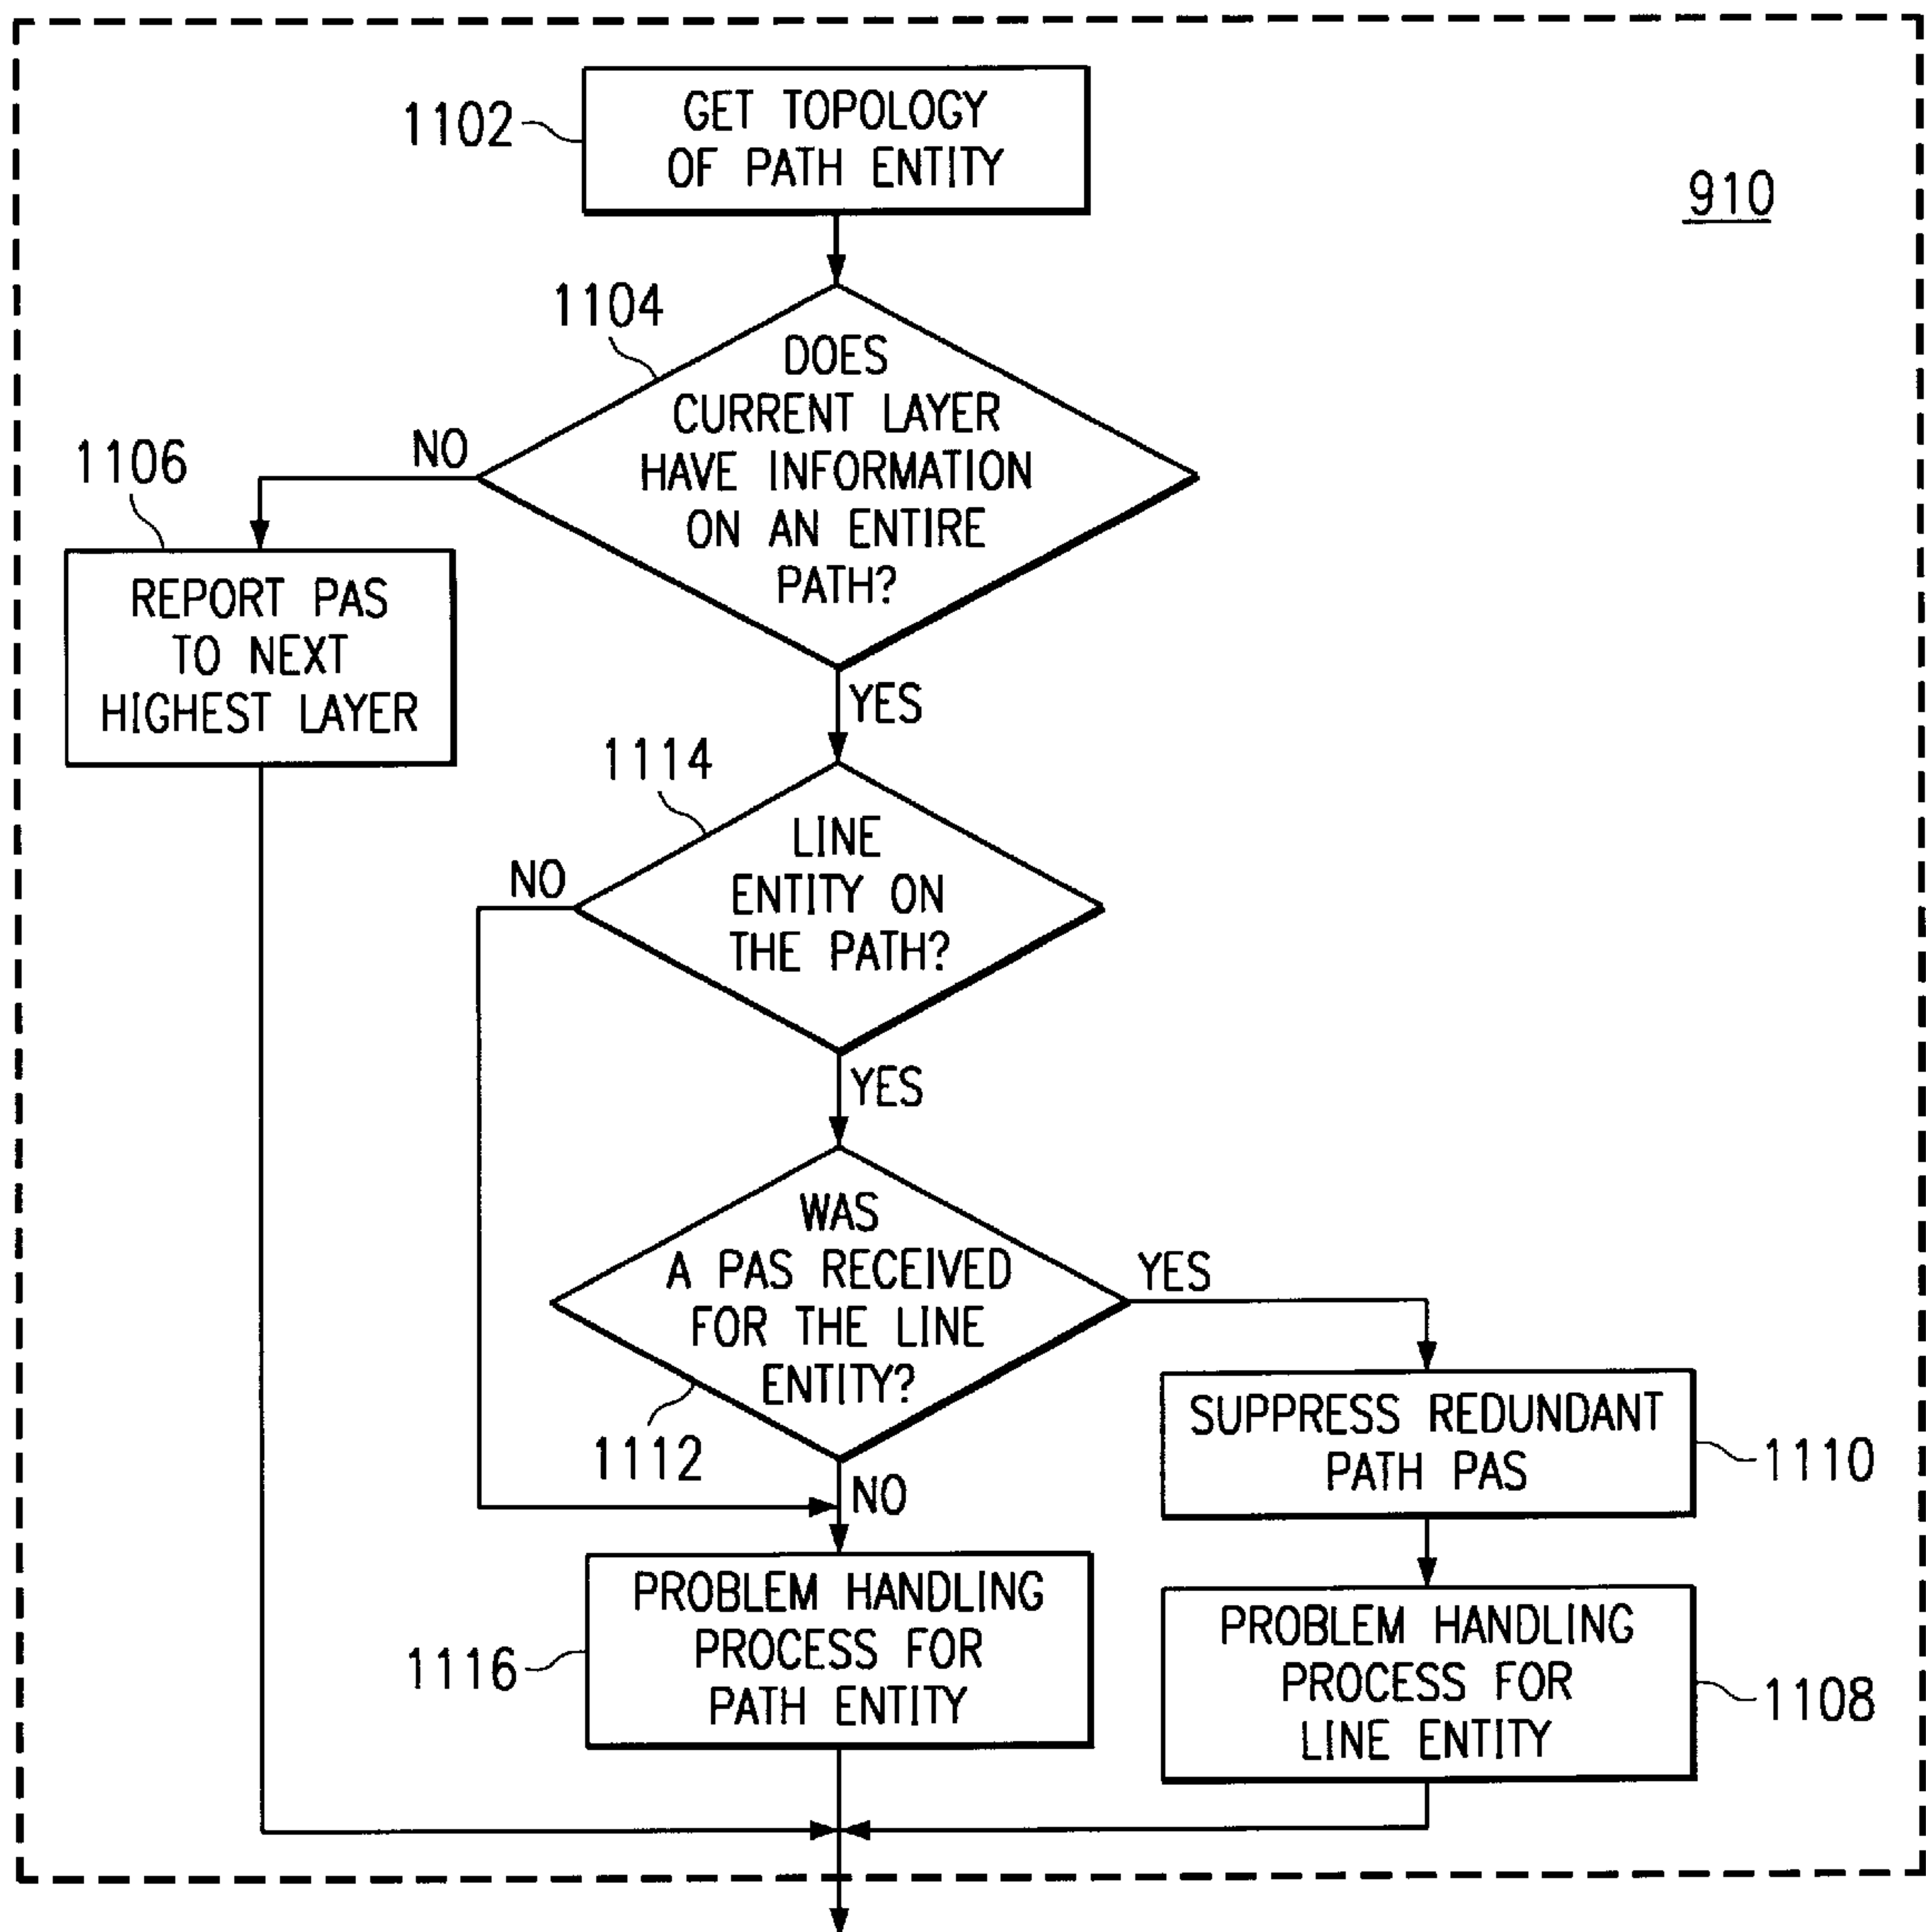 1102
GET TOPOLOGY
OF PATH ENTITY
910
1104
DOES
CURRENT LAYER
HAVE INFORMATION
ON AN ENTIRE
PATH?
NO
1106
REPORT PAS
TO NEXT
HIGHEST LAYER
YES
1114
LINE
ENTITY ON
THE PATH?
NO
YES
WAS
A PAS RECEIVED
FOR THE LINE
ENTITY?
YES
1112
NO
SUPPRESS REDUNDANT
PATH PAS
1110
PROBLEM HANDLING
PROCESS FOR
PATH ENTITY
1116
PROBLEM HANDLING
PROCESS FOR
LINE ENTITY
1108